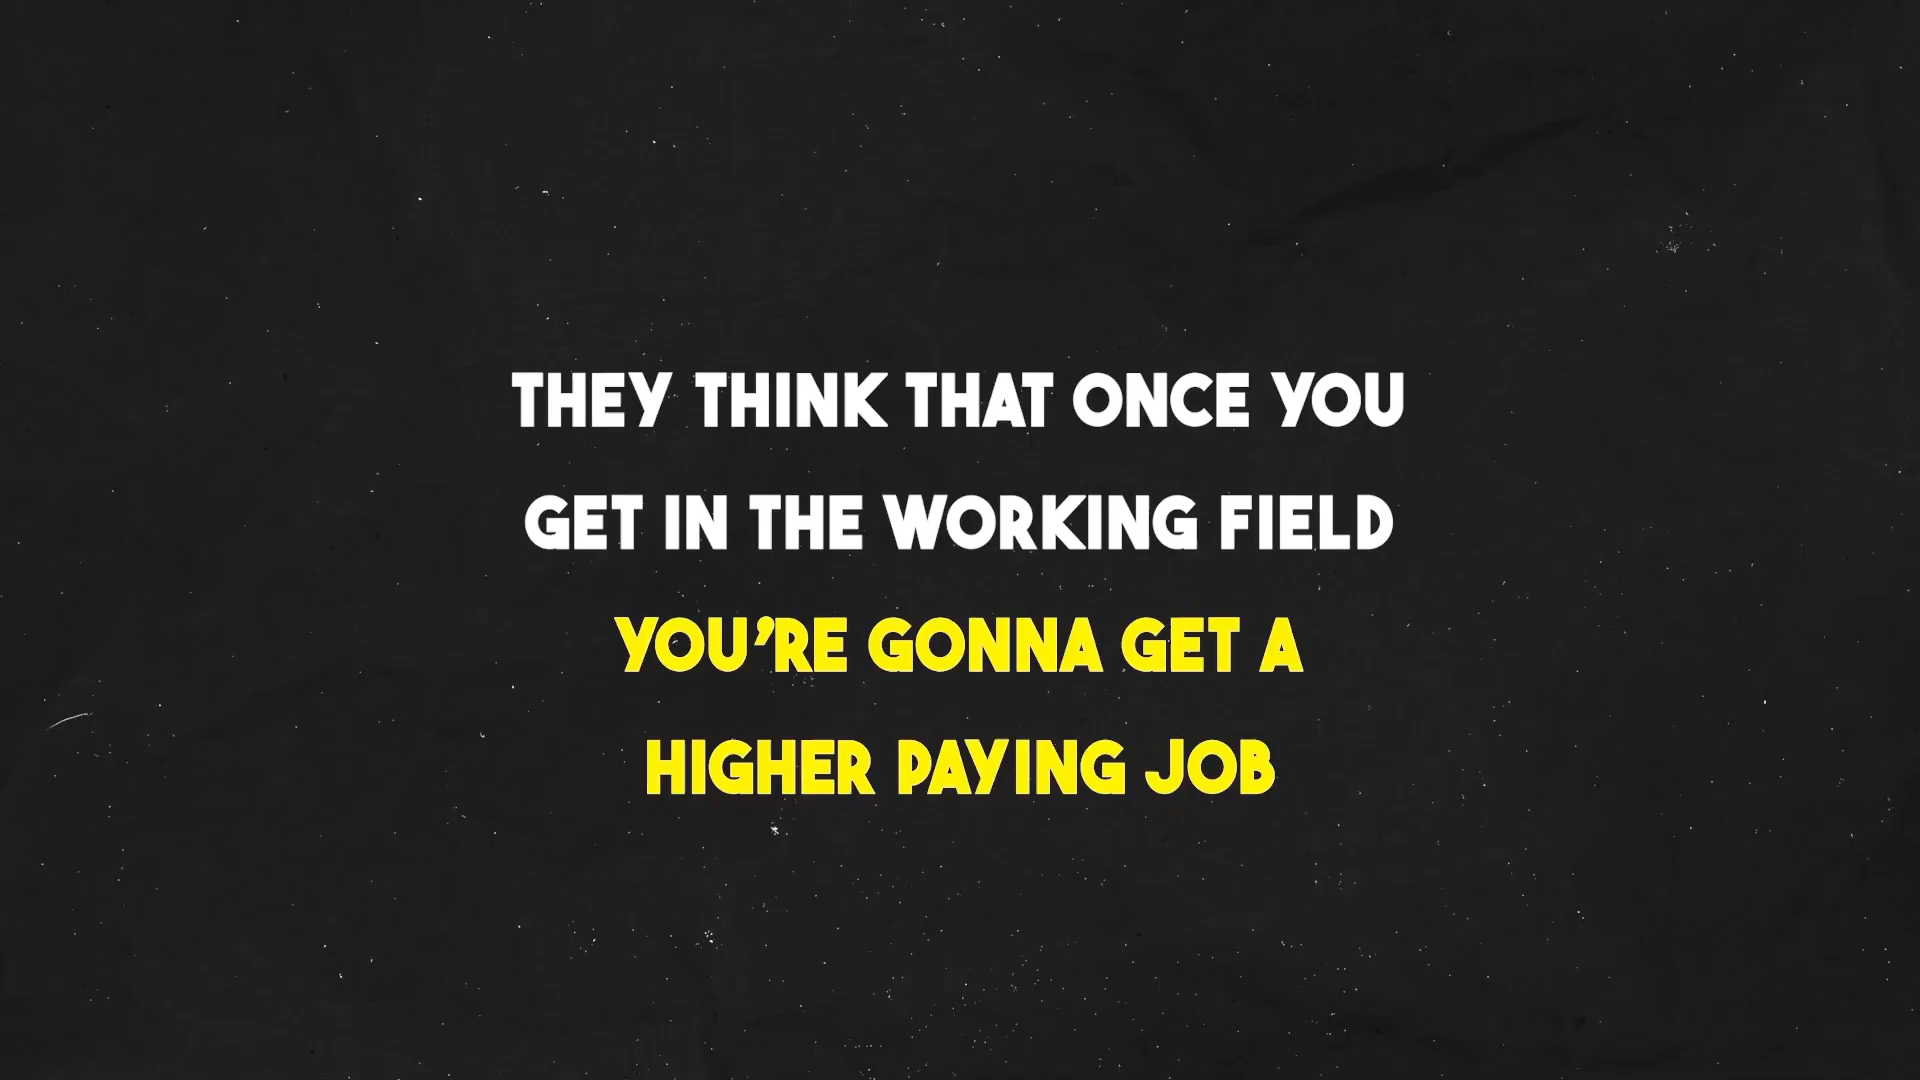 THEY THINK THAT ONCE YOU
GET IN THE WORKING FIELD
YOU'RE GONNA GET A
HIGHER PAYING JOB